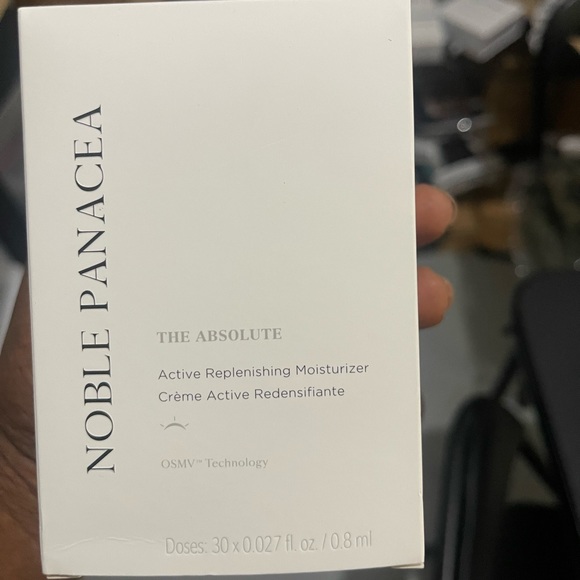 NOBLE PANACEA
THE ABSOLUTE
Active Replenishing Moisturizer
Crème Active Redensifiante
OSMV™ Technology
Doses: 30 x 0.027 fl. oz. / 0.8 ml